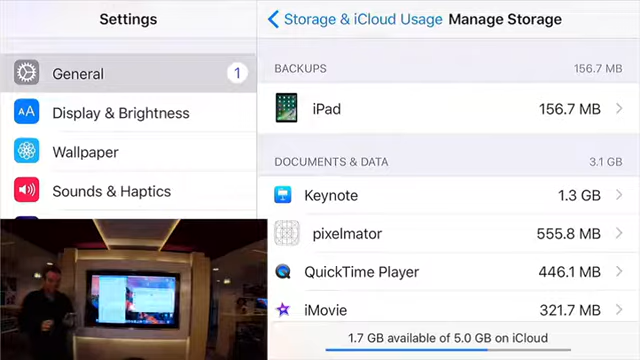 Settings
General
1
Display & Brightness
Wallpaper
Sounds & Haptics
Storage & iCloud Usage Manage Storage
BACKUPS 156.7 MB
iPad 156.7 MB
DOCUMENTS & DATA 3.1 GB
Keynote 1.3 GB
pixelmator 555.8 MB
QuickTime Player 446.1 MB
iMovie 321.7 MB
1.7 GB available of 5.0 GB on iCloud